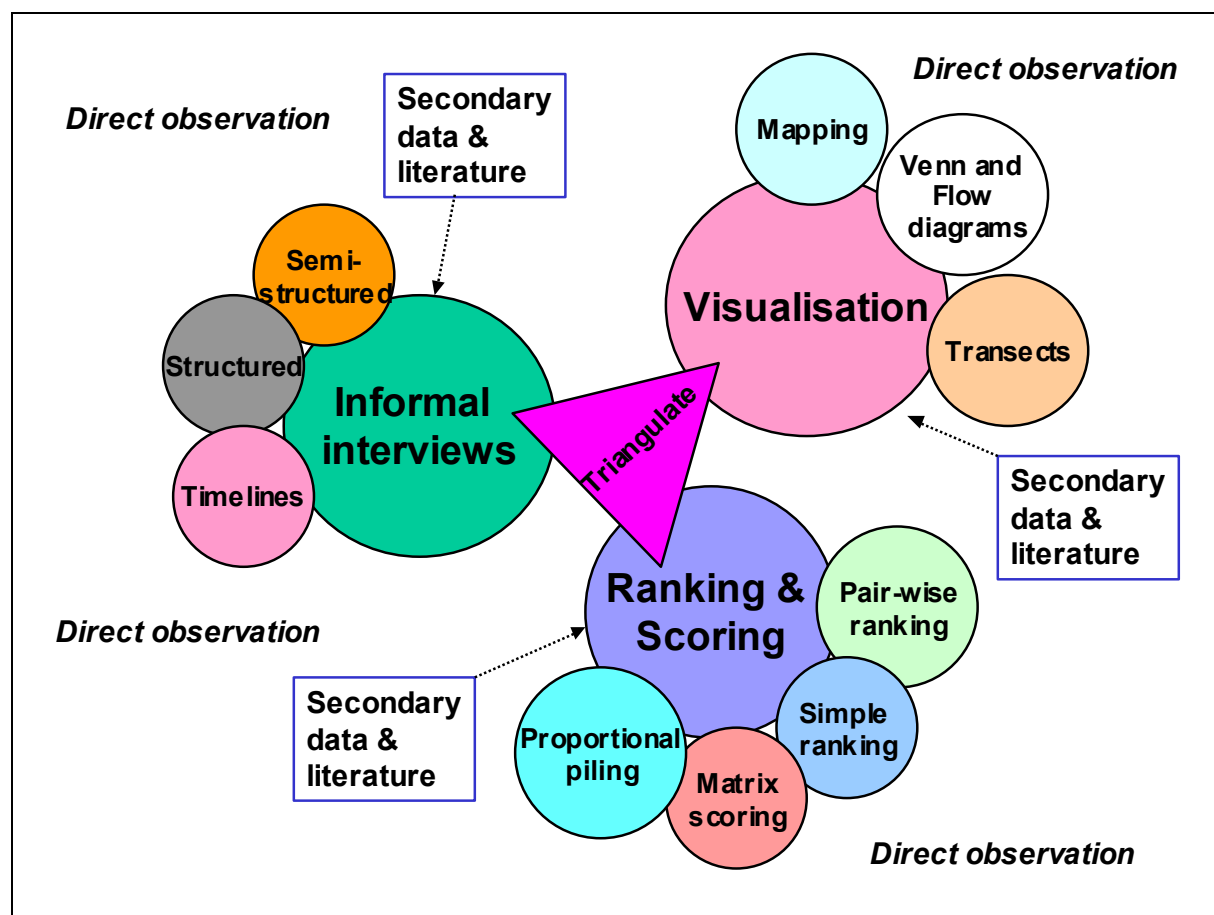 Direct observation
Secondary
data &
literature
Direct observation
Mapping
Venn and
Flow
diagrams
Semi-
structured
Structured
Timelines
Informal
interviews
Visualisation
Transects
Triangulate
Secondary
data &
literature
Direct observation
Ranking &
Scoring
Pair-wise
ranking
Simple
ranking
Matrix
scoring
Proportional
piling
Secondary
data &
literature
Direct observation